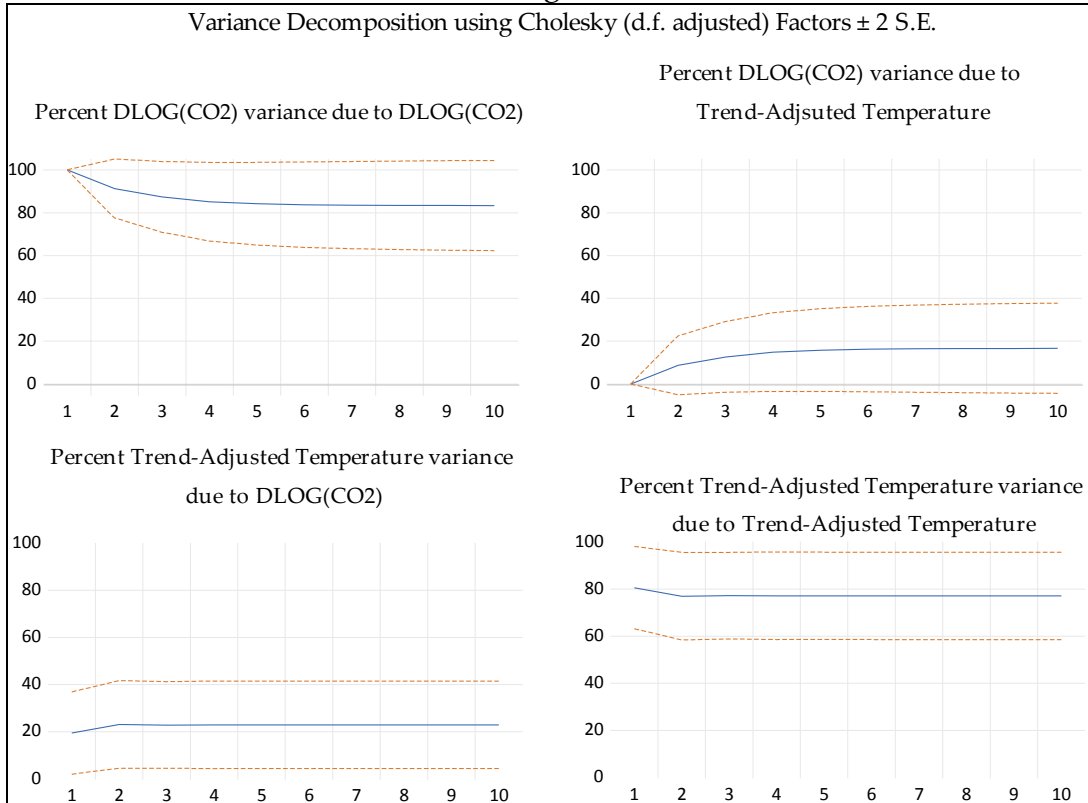 Variance Decomposition using Cholesky (d.f. adjusted) Factors ± 2 S.E.
Percent DLOG(CO2) variance due to DLOG(CO2)
100
80
60
40
20
0
1 2 3 4 5 6 7 8 9 10
Percent DLOG(CO2) variance due to
Trend-Adjsuted Temperature
100
80
60
40
20
0
1 2 3 4 5 6 7 8 9 10
Percent Trend-Adjusted Temperature variance
due to DLOG(CO2)
100
80
60
40
20
0
1 2 3 4 5 6 7 8 9 10
Percent Trend-Adjusted Temperature variance
due to Trend-Adjusted Temperature
100
80
60
40
20
0
1 2 3 4 5 6 7 8 9 10